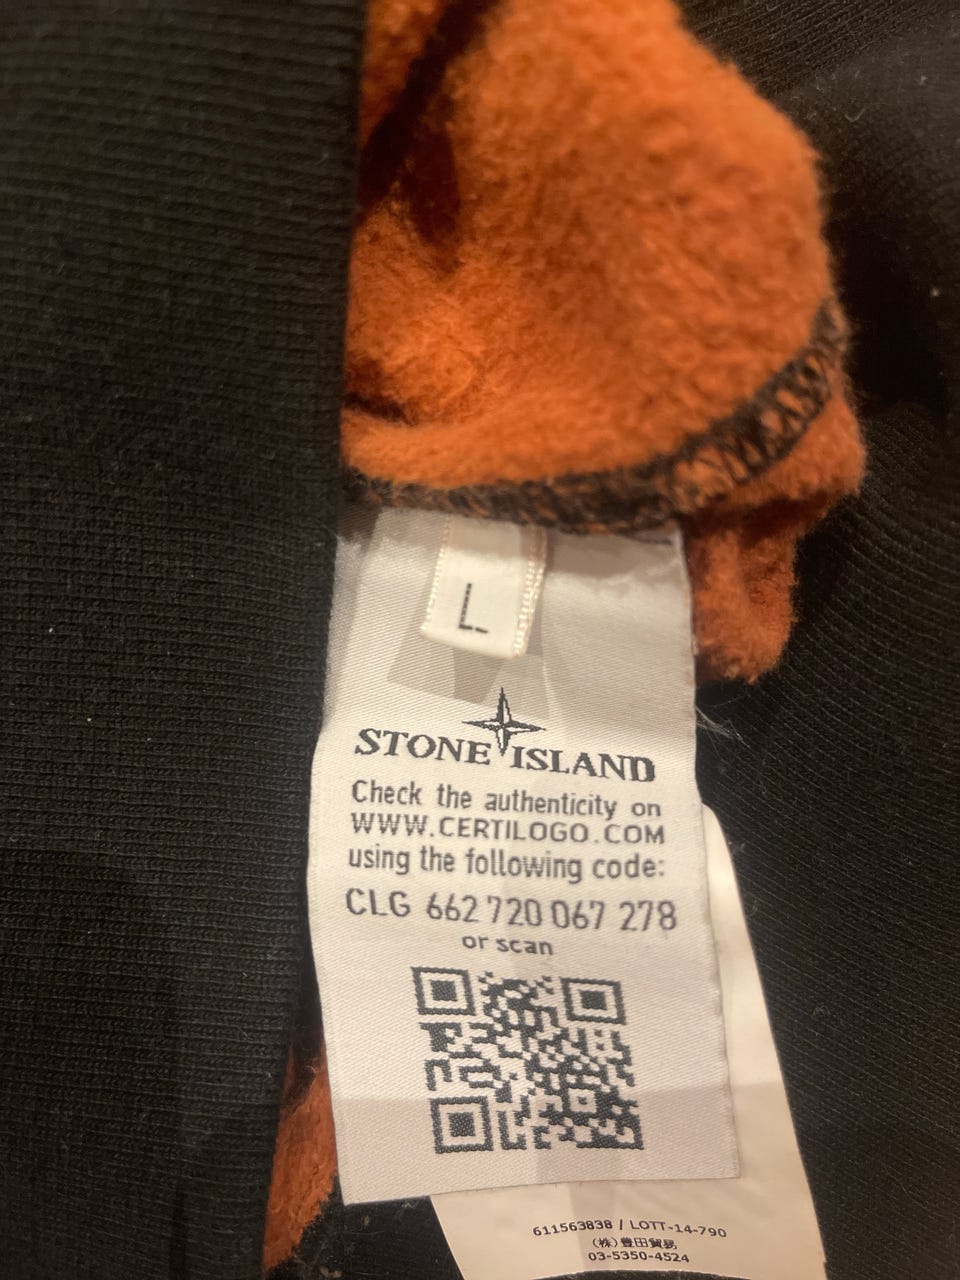 L
STONE ISLAND
Check the authenticity on
WWW.CERTILOGO.COM
using the following code:
CLG 662 720 067 278
or scan
611563838 / LOTT-14-790
(株)豊田貿易
03-5350-4524